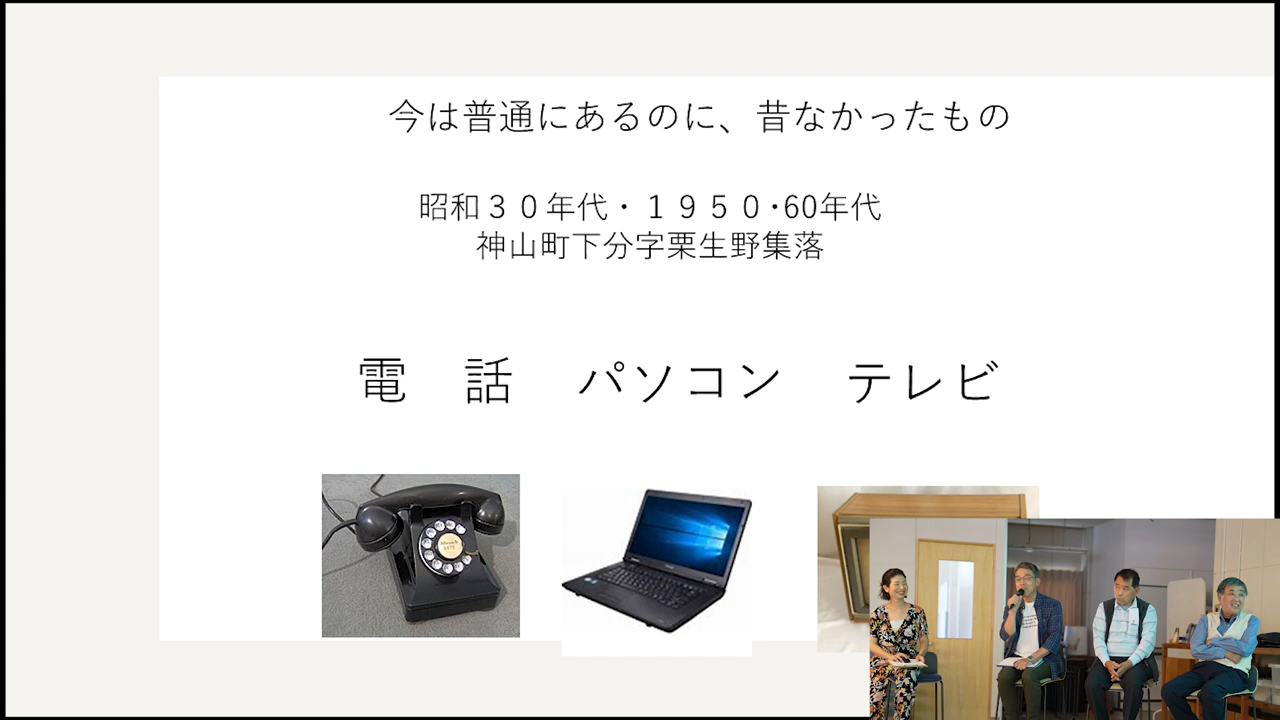 今は普通にあるのに、昔なかったもの
昭和３０年代・１９５０･60年代
神山町下分字栗生野集落
電　話　パソコン　テレビ